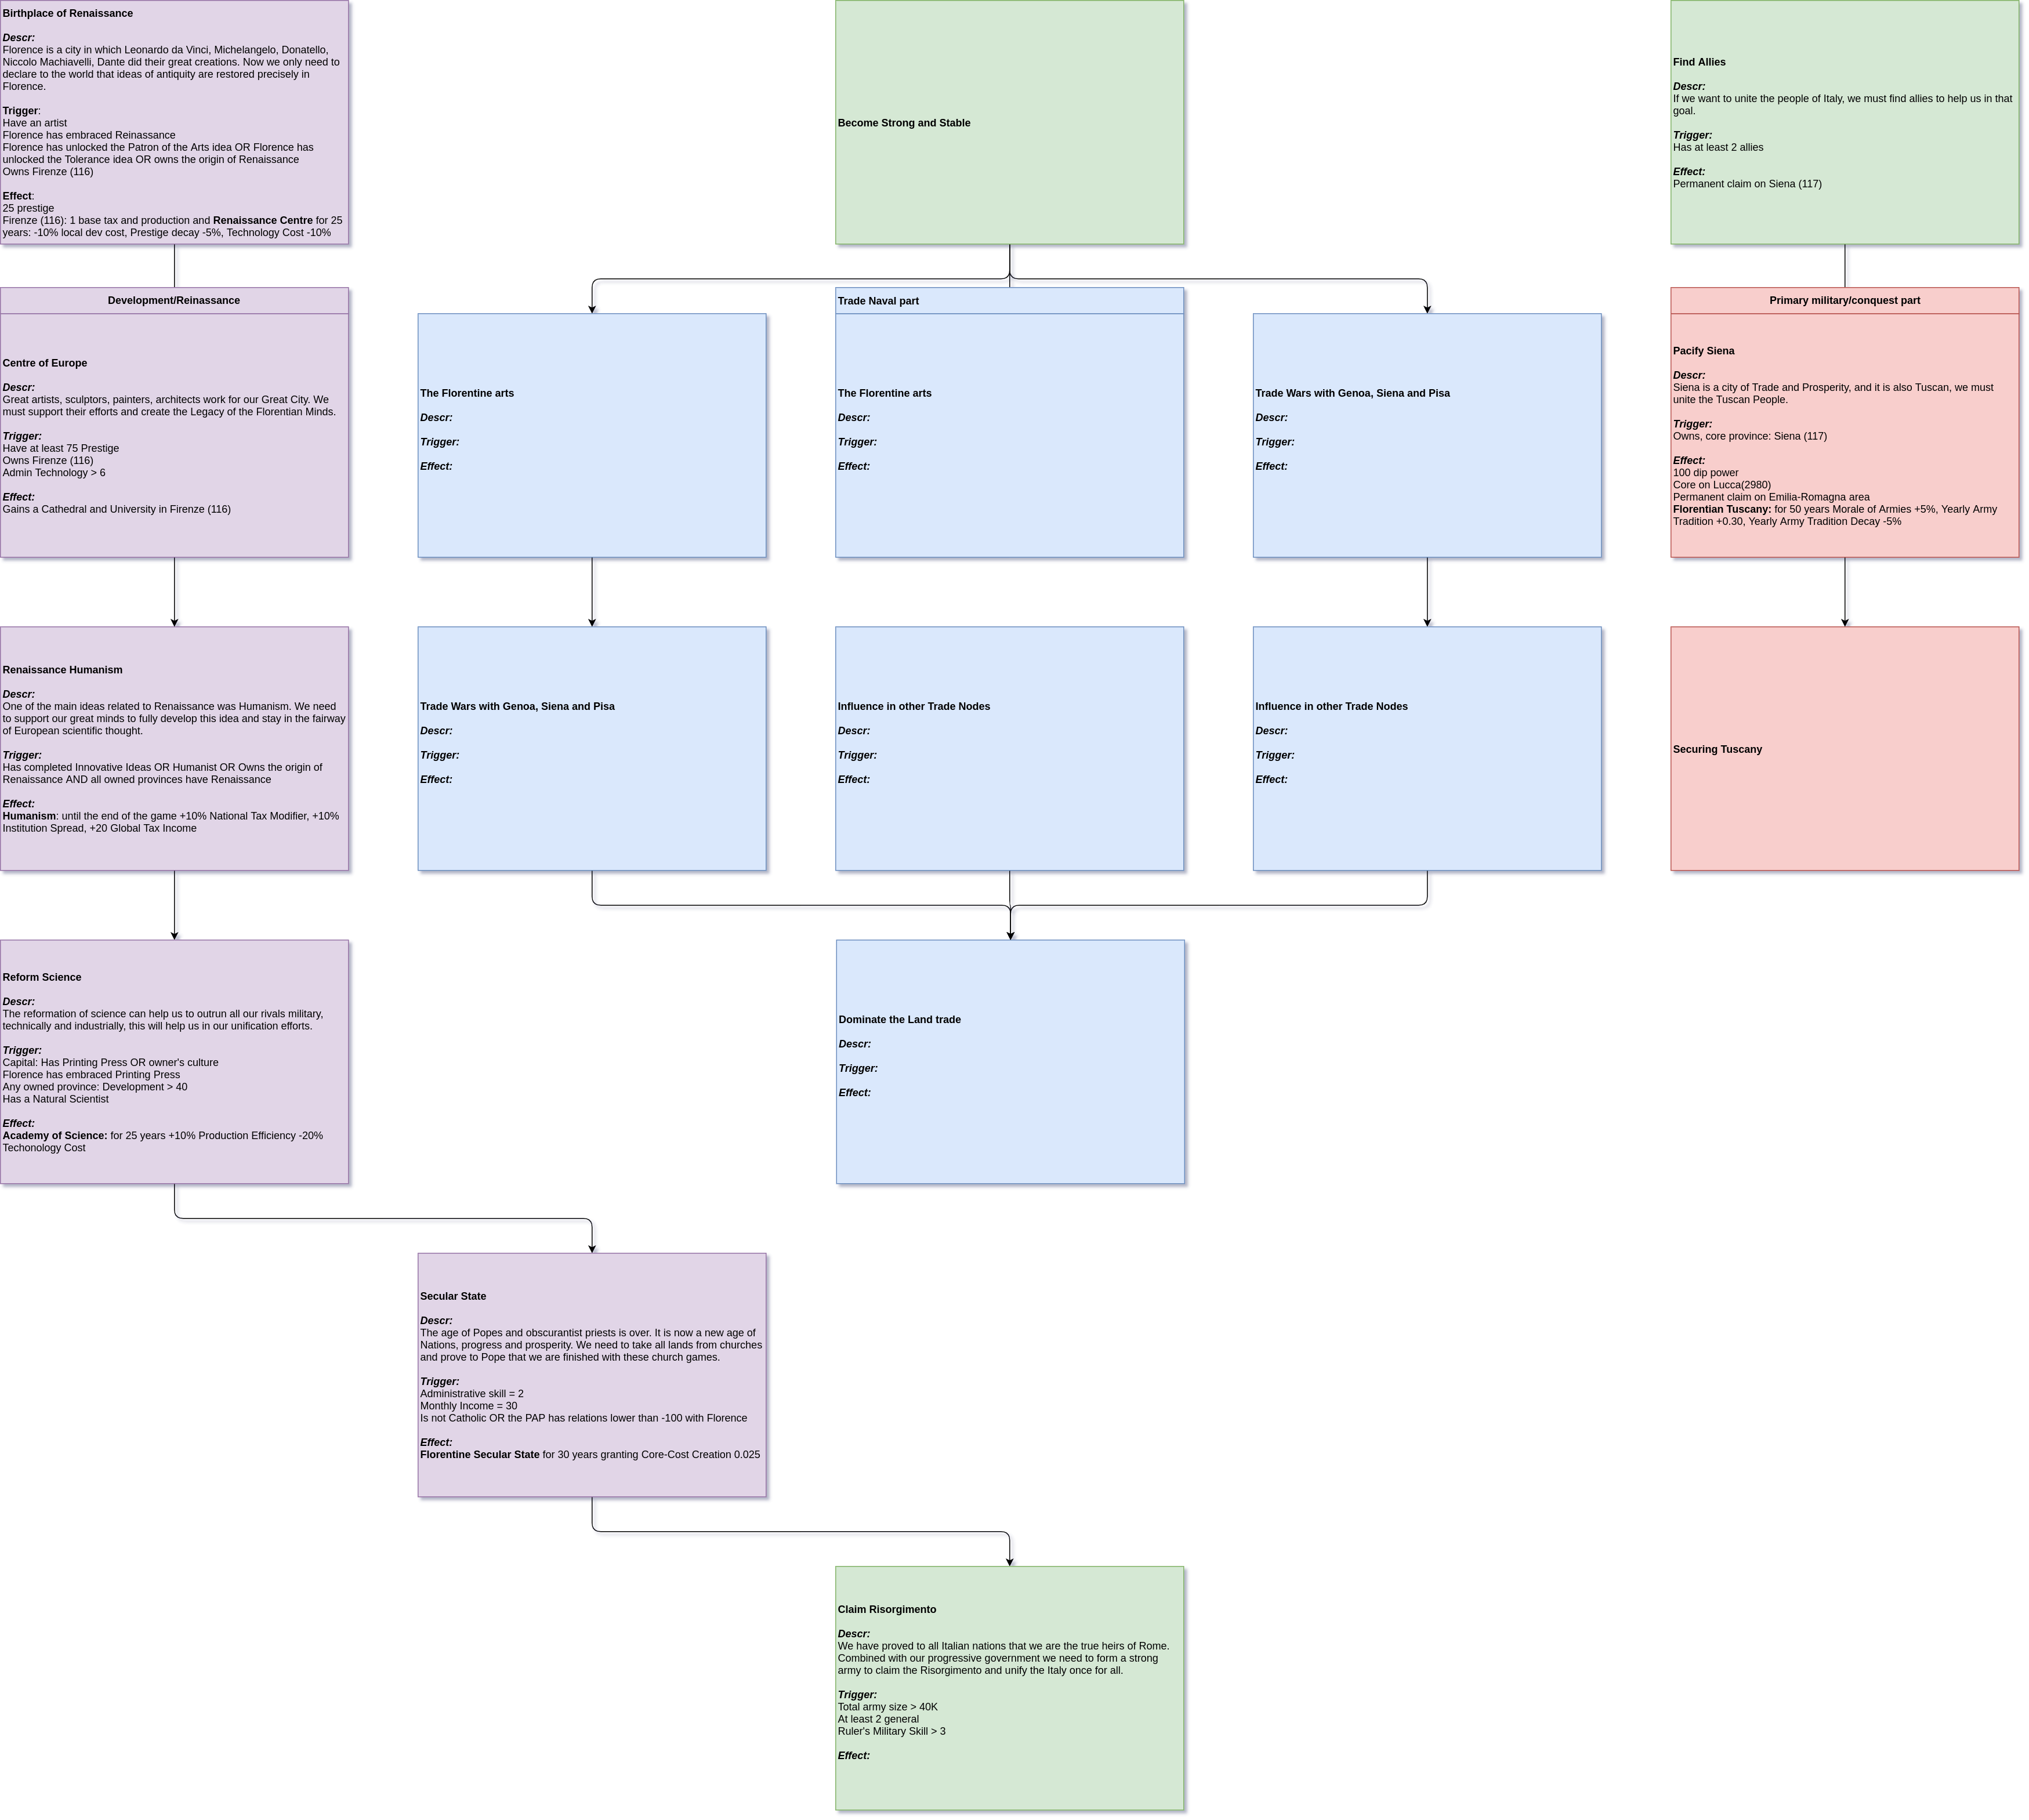 Birthplace of Renaissance
Descr:
Florence is a city in which Leonardo da Vinci, Michelangelo, Donatello,
Niccolo Machiavelli, Dante did their great creations. Now we only need to
declare to the world that ideas of antiquity are restored precisely in
Florence.
Trigger:
Have an artist
Florence has embraced Reinassance
Florence has unlocked the Patron of the Arts idea OR Florence has
unlocked the Tolerance idea OR owns the origin of Renaissance
Owns Firenze (116)
Effect:
25 prestige
Firenze (116): 1 base tax and production and Renaissance Centre for 25
years: -10% local dev cost, Prestige decay -5%, Technology Cost -10%
Become Strong and Stable
Find Allies
Descr:
If we want to unite the people of Italy, we must find allies to help us in that
goal.
Trigger:
Has at least 2 allies
Effect:
Permanent claim on Siena (117)
Development/Reinassance
Centre of Europe
Descr:
Great artists, sculptors, painters, architects work for our Great City. We
must support their efforts and create the Legacy of the Florentian Minds.
Trigger:
Have at least 75 Prestige
Owns Firenze (116)
Admin Technology > 6
Effect:
Gains a Cathedral and University in Firenze (116)
The Florentine arts
Descr:
Trigger:
Effect:
Trade Naval part
The Florentine arts
Descr:
Trigger:
Effect:
Trade Wars with Genoa, Siena and Pisa
Descr:
Trigger:
Effect:
Primary military/conquest part
Pacify Siena
Descr:
Siena is a city of Trade and Prosperity, and it is also Tuscan, we must
unite the Tuscan People.
Trigger:
Owns, core province: Siena (117)
Effect:
100 dip power
Core on Lucca(2980)
Permanent claim on Emilia-Romagna area
Florentian Tuscany: for 50 years Morale of Armies +5%, Yearly Army
Tradition +0.30, Yearly Army Tradition Decay -5%
Renaissance Humanism
Descr:
One of the main ideas related to Renaissance was Humanism. We need
to support our great minds to fully develop this idea and stay in the fairway
of European scientific thought.
Trigger:
Has completed Innovative Ideas OR Humanist OR Owns the origin of
Renaissance AND all owned provinces have Renaissance
Effect:
Humanism: until the end of the game +10% National Tax Modifier, +10%
Institution Spread, +20 Global Tax Income
Trade Wars with Genoa, Siena and Pisa
Descr:
Trigger:
Effect:
Influence in other Trade Nodes
Descr:
Trigger:
Effect:
Influence in other Trade Nodes
Descr:
Trigger:
Effect:
Securing Tuscany
Reform Science
Descr:
The reformation of science can help us to outrun all our rivals military,
technically and industrially, this will help us in our unification efforts.
Trigger:
Capital: Has Printing Press OR owner's culture
Florence has embraced Printing Press
Any owned province: Development > 40
Has a Natural Scientist
Effect:
Academy of Science: for 25 years +10% Production Efficiency -20%
Techonology Cost
Dominate the Land trade
Descr:
Trigger:
Effect:
Secular State
Descr:
The age of Popes and obscurantist priests is over. It is now a new age of
Nations, progress and prosperity. We need to take all lands from churches
and prove to Pope that we are finished with these church games.
Trigger:
Administrative skill = 2
Monthly Income = 30
Is not Catholic OR the PAP has relations lower than -100 with Florence
Effect:
Florentine Secular State for 30 years granting Core-Cost Creation 0.025
Claim Risorgimento
Descr:
We have proved to all Italian nations that we are the true heirs of Rome.
Combined with our progressive government we need to form a strong
army to claim the Risorgimento and unify the Italy once for all.
Trigger:
Total army size > 40K
At least 2 general
Ruler's Military Skill > 3
Effect: